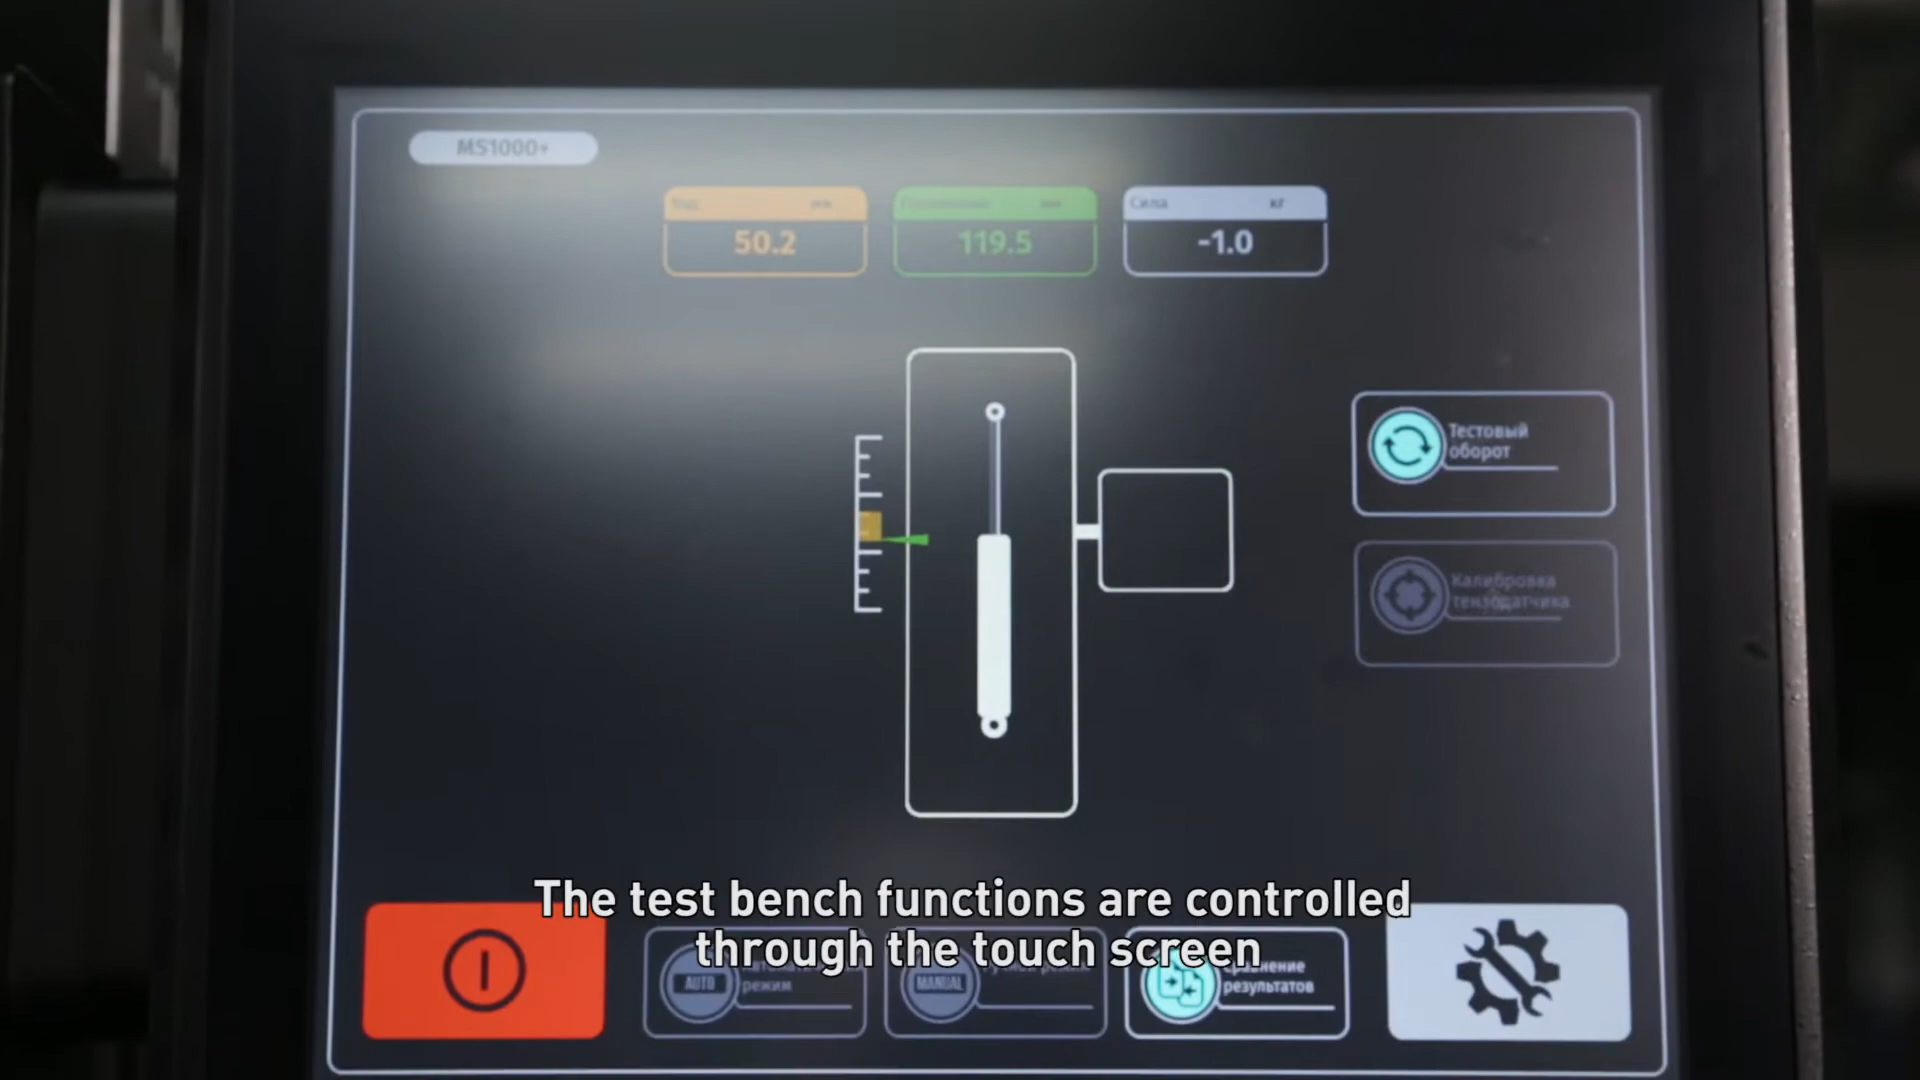 MS1000+
50.2
119.5
Сила кг
-1.0
Тестовый
оборот
Калибровка
тензодатчика
The test bench functions are controlled
through the touch screen
AUTO
режим
MANUAL
Сравнение
результатов